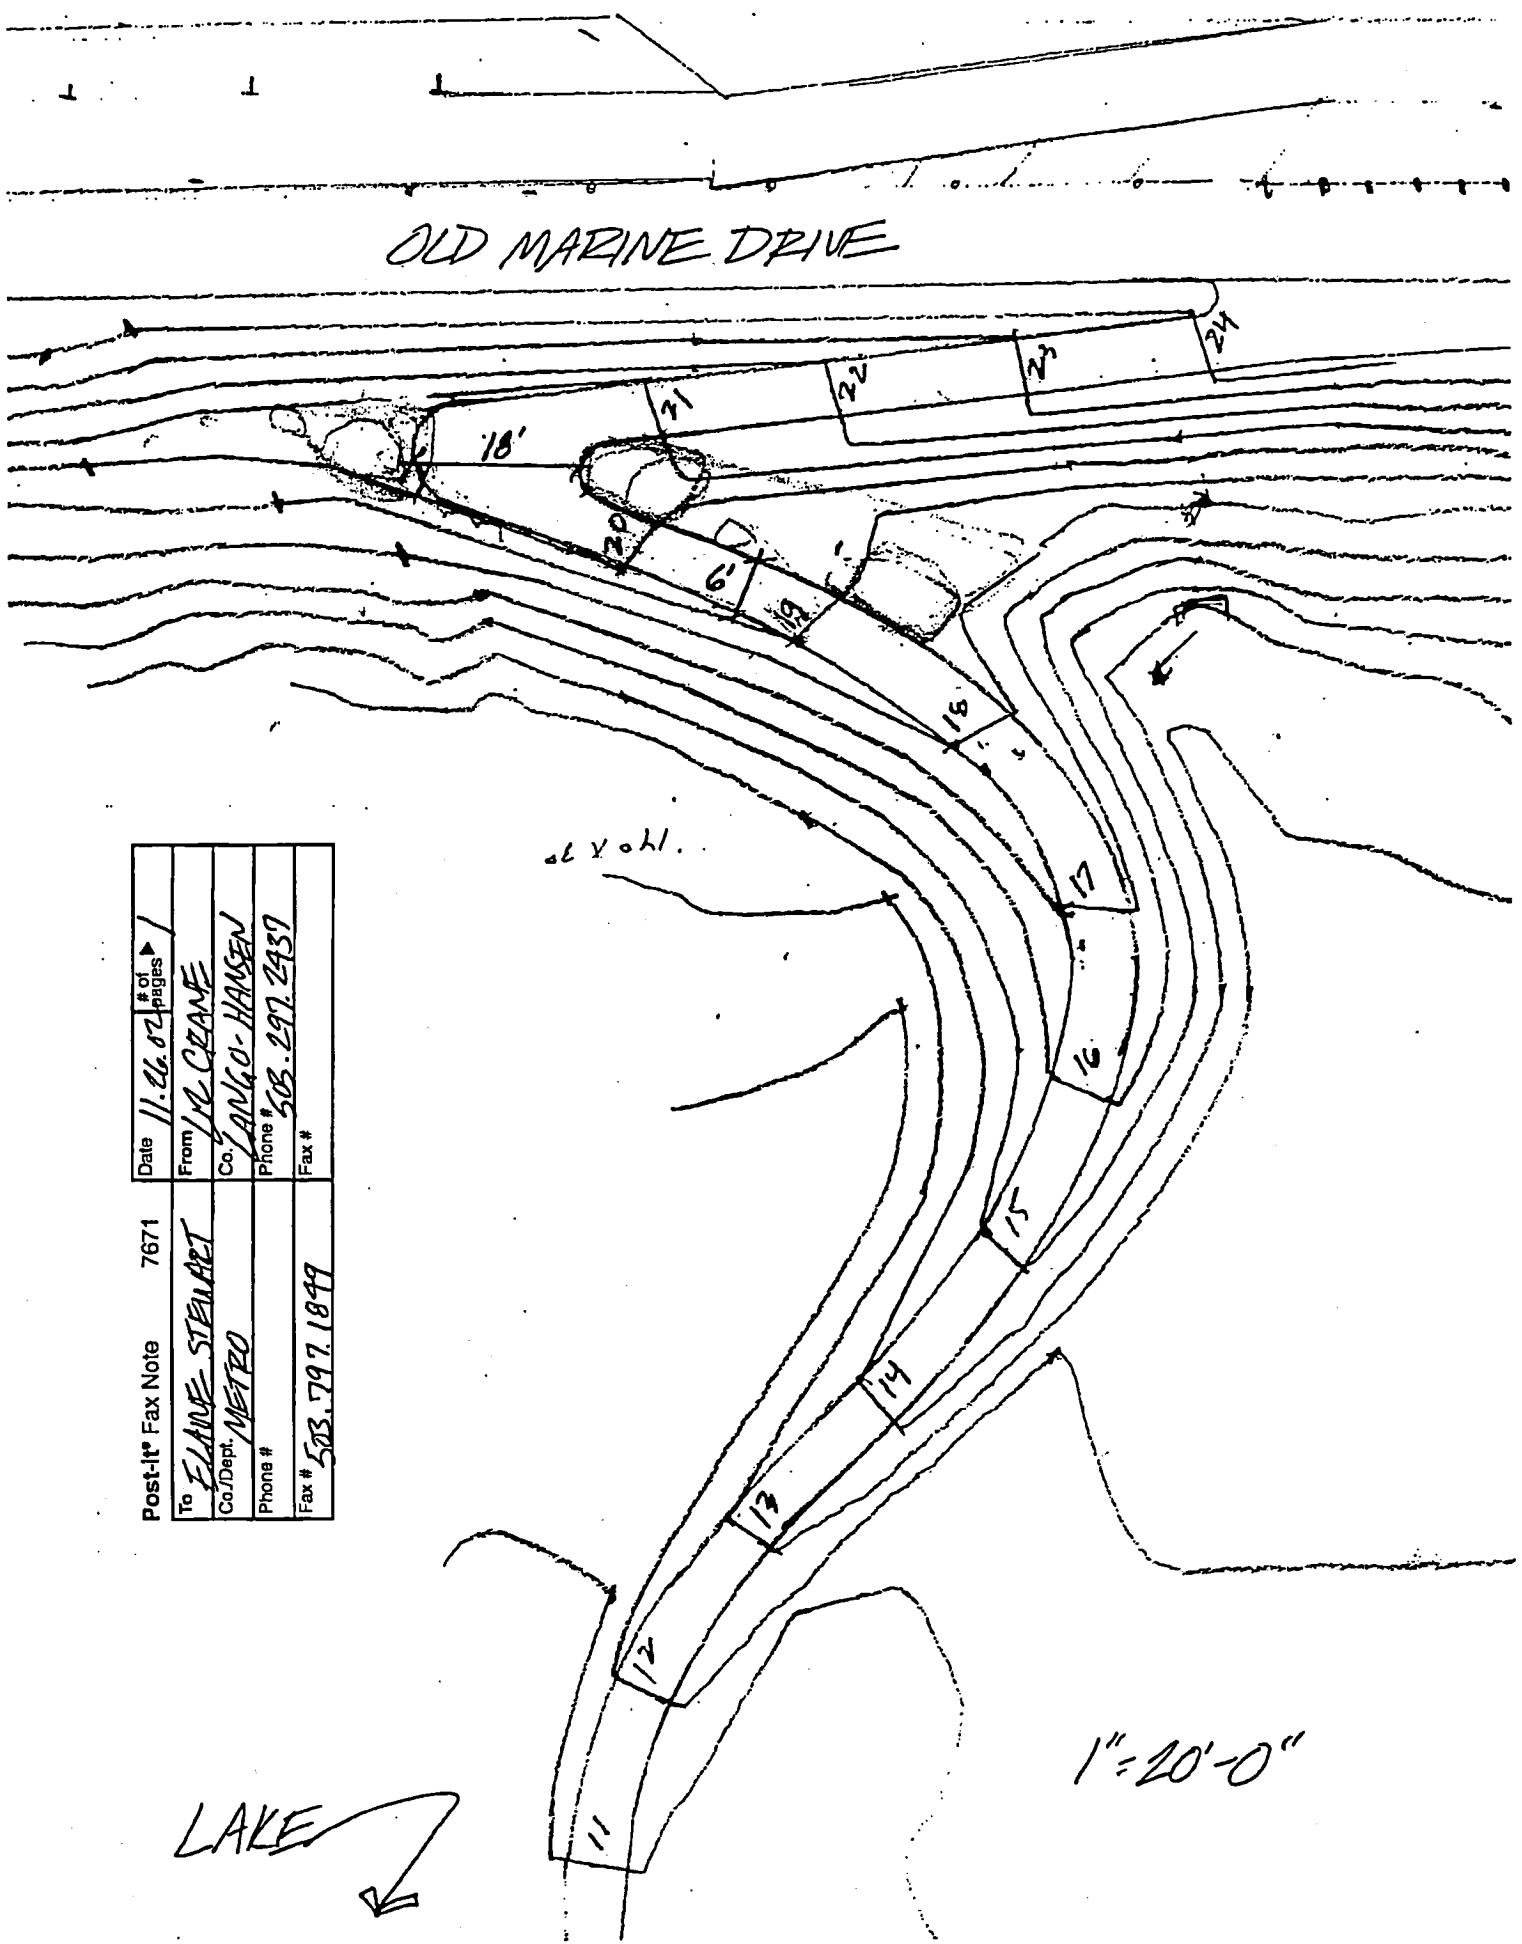 OLD MARINE DRIVE
24
23
22
21
18'
20
6'
19
18
17
16
15
14
13
12
11
Post-it® Fax Note 7671
Date 11.26.02 # of pages ▶ 1
To ELAINE STEWART
From M CRANE
Co./Dept. METRO
Co. LANGO-HANSEN
Phone #
Phone # 503.297.2437
Fax # 503.797.1849
Fax #
1"=20'-0"
LAKE